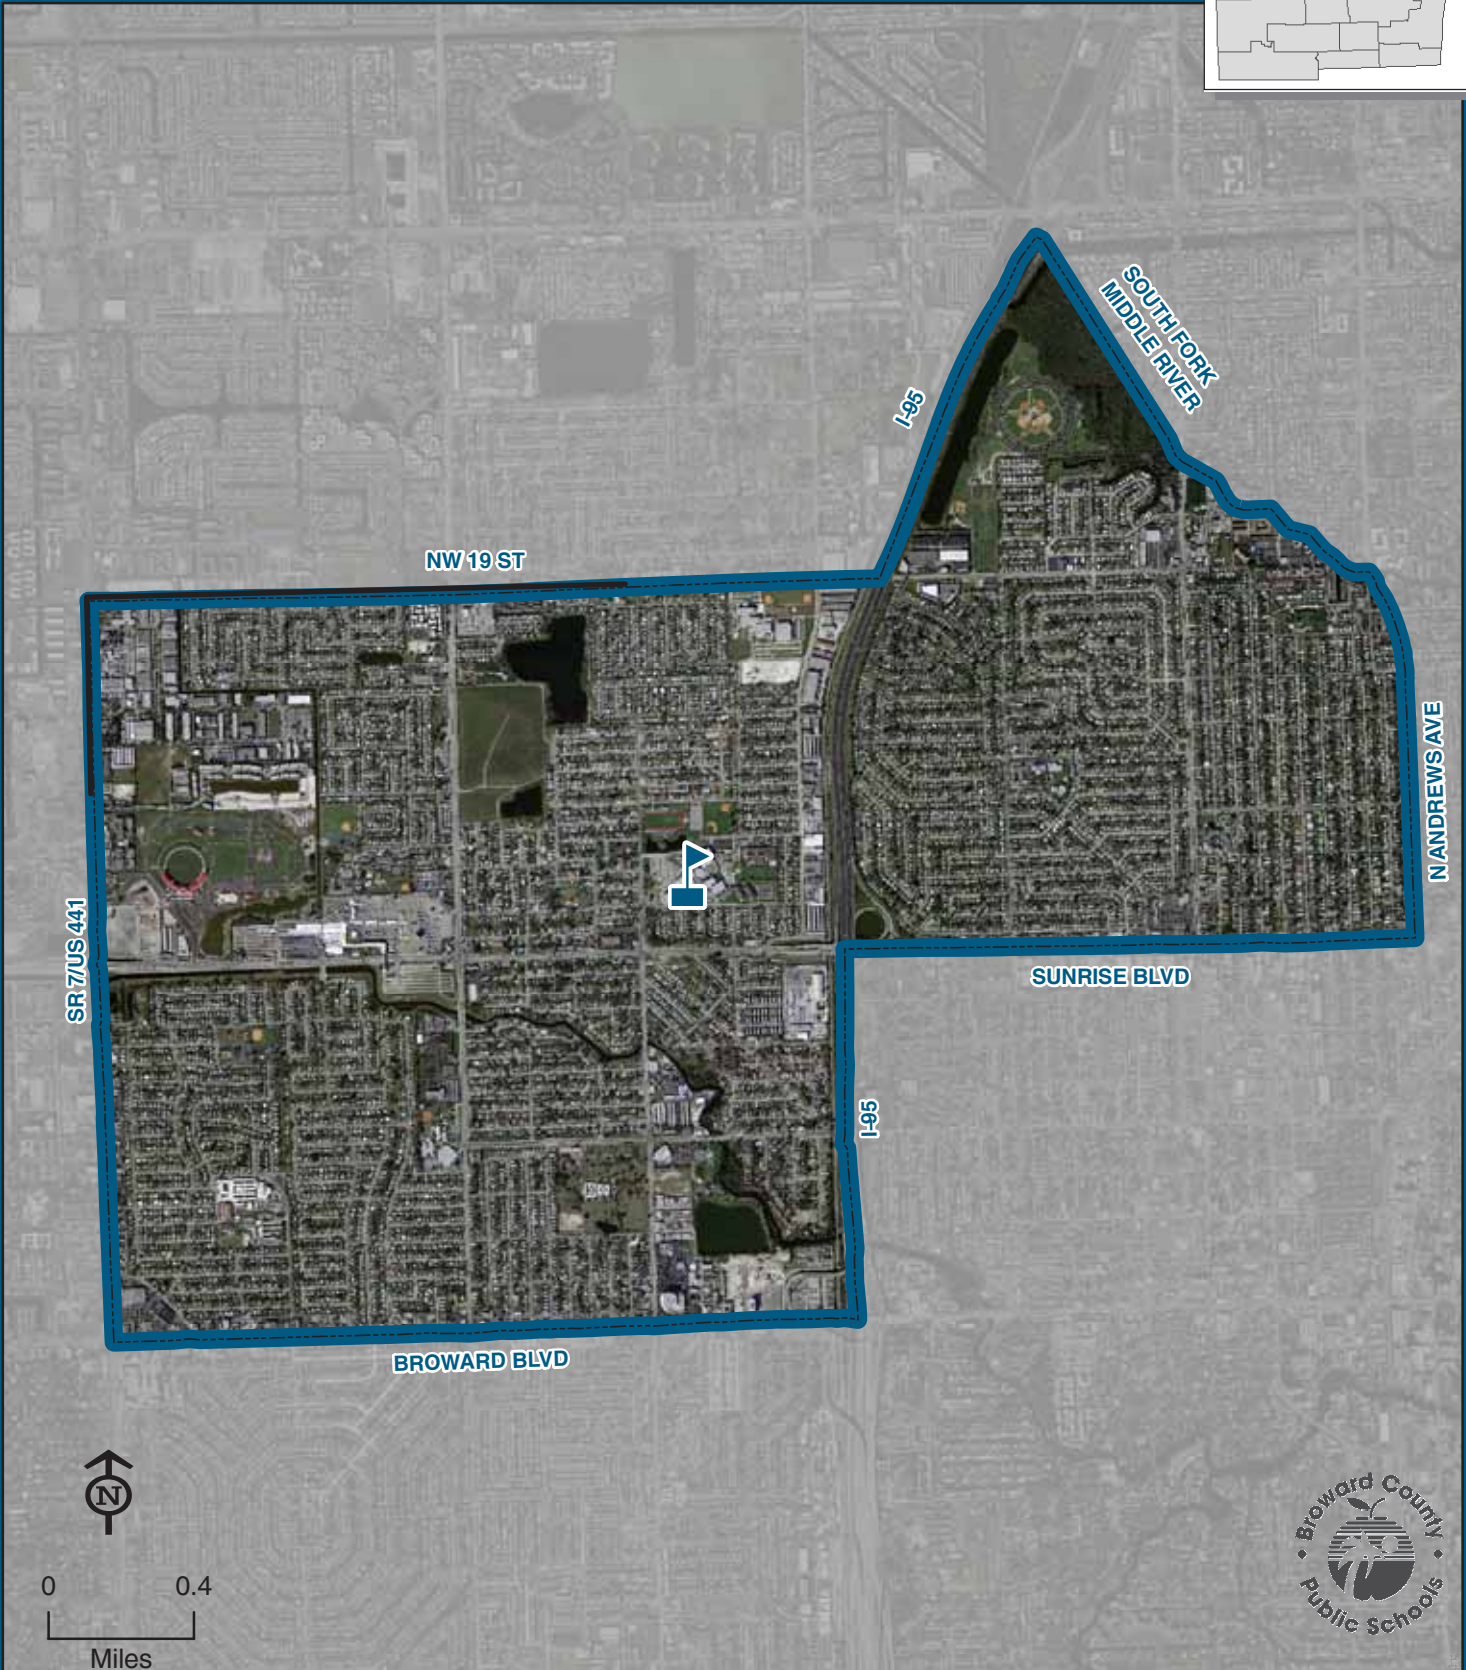 SOUTH FORK
MIDDLE RIVER
I-95
NW 19 ST
N ANDREWS AVE
SR 7/US 441
SUNRISE BLVD
I-95
BROWARD BLVD
N
0 0.4
Miles
Broward County
Public Schools